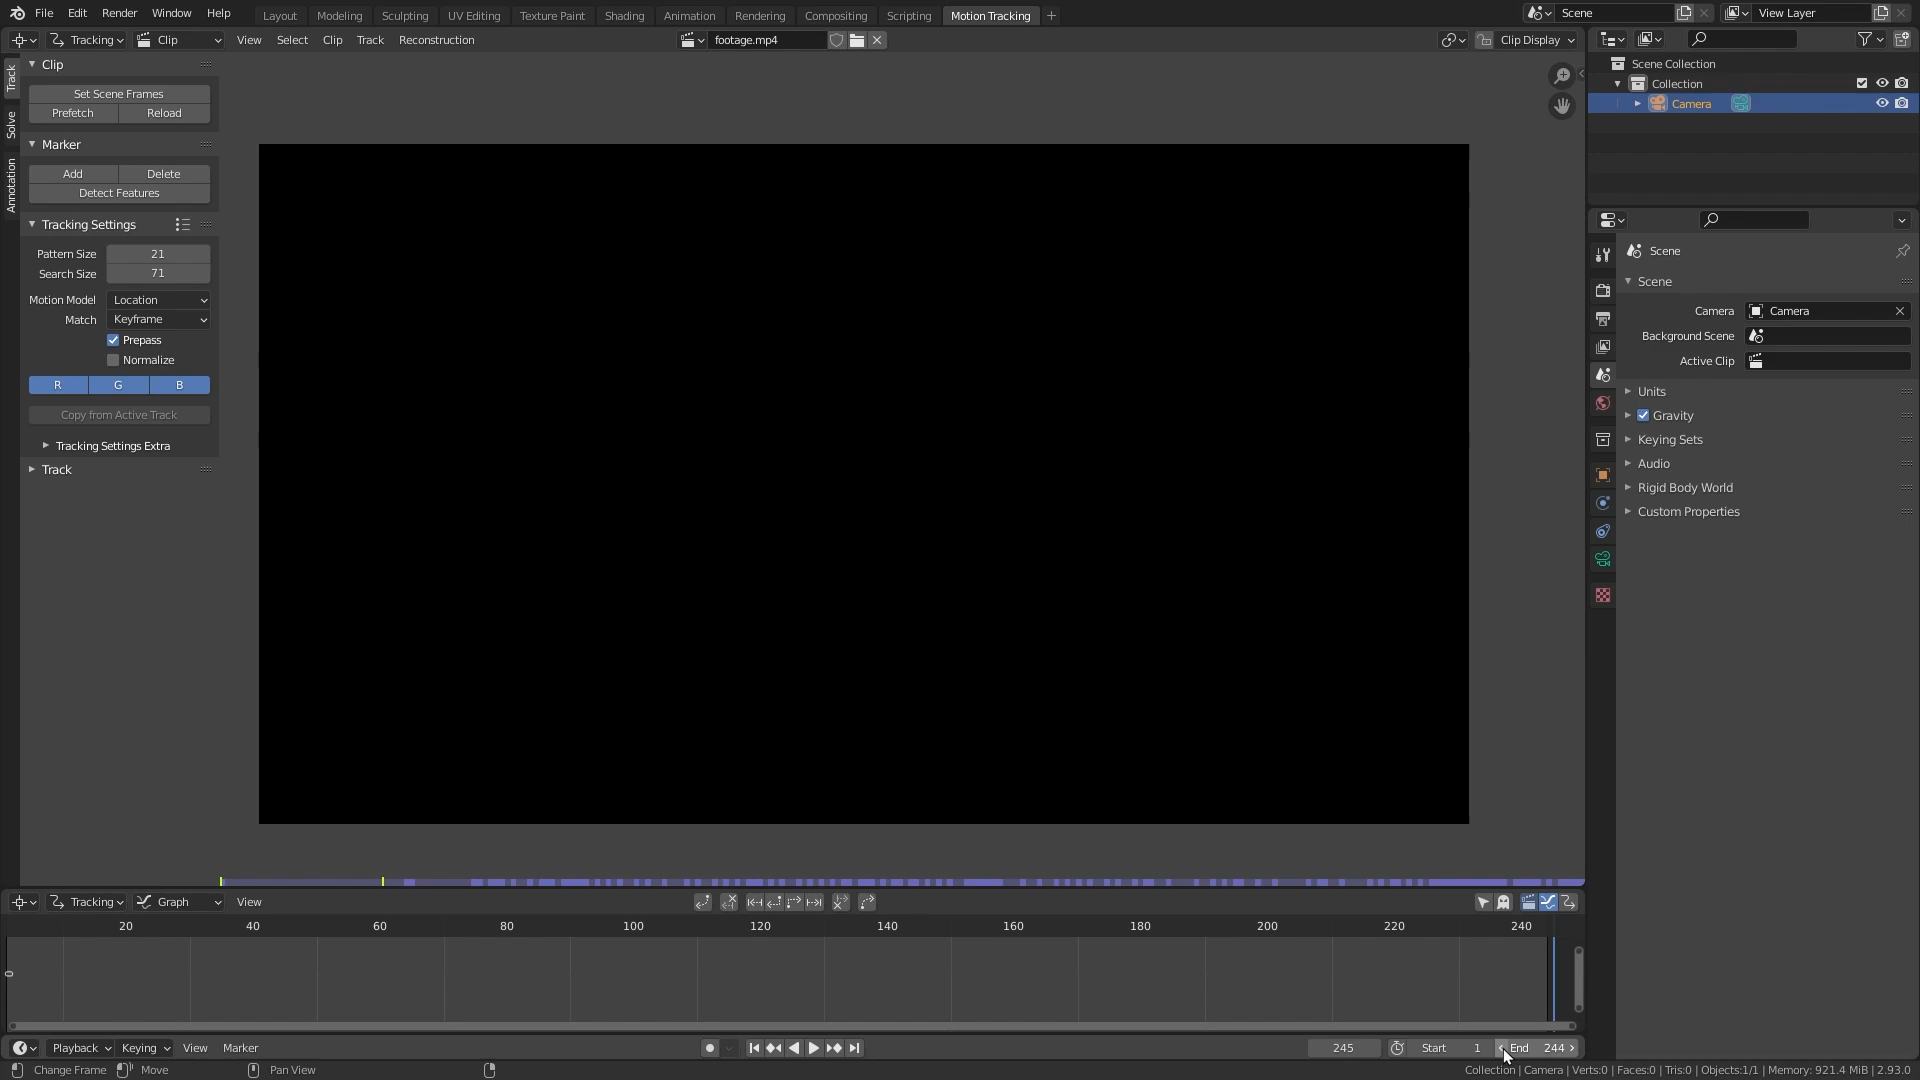 File Edit Render Window Help Layout Modeling Sculpting UV Editing Texture Paint Shading Animation Rendering Compositing Scripting Motion Tracking + Scene View Layer
Tracking Clip View Select Clip Track Reconstruction footage.mp4 Clip Display
Track
Solve
Annotation
Clip
Set Scene Frames
Prefetch Reload
Marker
Add Delete
Detect Features
Tracking Settings
Pattern Size 21
Search Size 71
Motion Model Location
Match Keyframe
Prepass
Normalize
R G B
Copy from Active Track
Tracking Settings Extra
Track
Scene Collection
Collection
Camera
Scene
Scene
Camera Camera
Background Scene
Active Clip
Units
Gravity
Keying Sets
Audio
Rigid Body World
Custom Properties
Tracking Graph View
20 40 60 80 100 120 140 160 180 200 220 240
0
Playback Keying View Marker 245 Start 1 End 244
Change Frame Move Pan View Collection | Camera | Verts:0 | Faces:0 | Tris:0 | Objects:1/1 | Memory: 921.4 MiB | 2.93.0